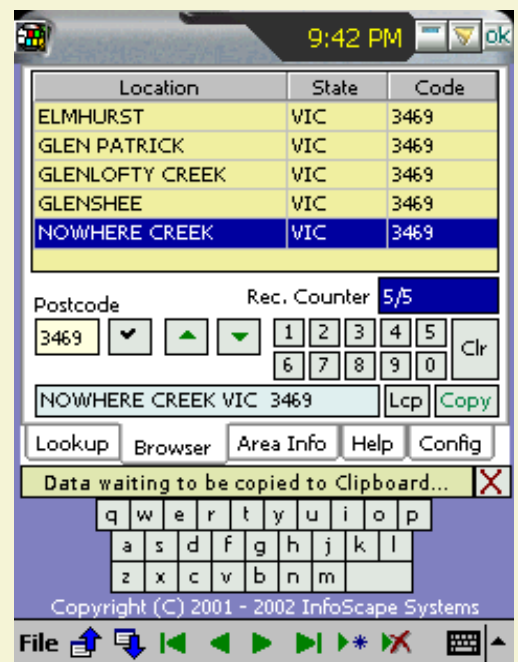 9:42 PM ok
Location State Code
ELMHURST VIC 3469
GLEN PATRICK VIC 3469
GLENLOFTY CREEK VIC 3469
GLENSHEE VIC 3469
NOWHERE CREEK VIC 3469
Postcode Rec. Counter 5/5
3469 1 2 3 4 5 Clr
6 7 8 9 0
NOWHERE CREEK VIC 3469 Lcp Copy
Lookup Browser Area Info Help Config
Data waiting to be copied to Clipboard...
q w e r t y u i o p
a s d f g h j k l
z x c v b n m
Copyright (C) 2001 - 2002 InfoScape Systems
File